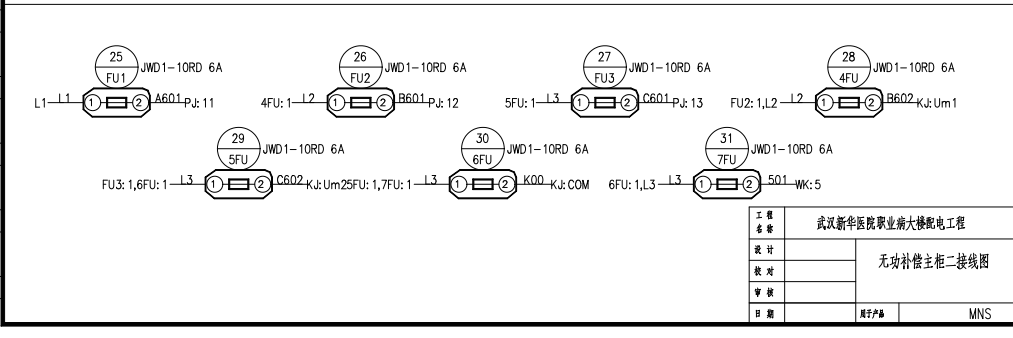 25
FU1
JWD1-10RD 6A
L1 L1 1 2 A601 PJ: 11
26
FU2
JWD1-10RD 6A
4FU: 1 L2 1 2 B601 PJ: 12
27
FU3
JWD1-10RD 6A
5FU: 1 L3 1 2 C601 PJ: 13
28
4FU
JWD1-10RD 6A
FU2: 1,L2 L2 1 2 B602 KJ: Um1
29
5FU
JWD1-10RD 6A
FU3: 1,6FU: 1 L3 1 2 C602 KJ: Um2
30
6FU
JWD1-10RD 6A
5FU: 1,7FU: 1 L3 1 2 K00 KJ: COM
31
7FU
JWD1-10RD 6A
6FU: 1,L3 L3 1 2 501 WK: 5
工程
名称
武汉新华医院职业病大楼配电工程
设计
无功补偿主柜二接线图
校对
审核
日期
用于产品
MNS